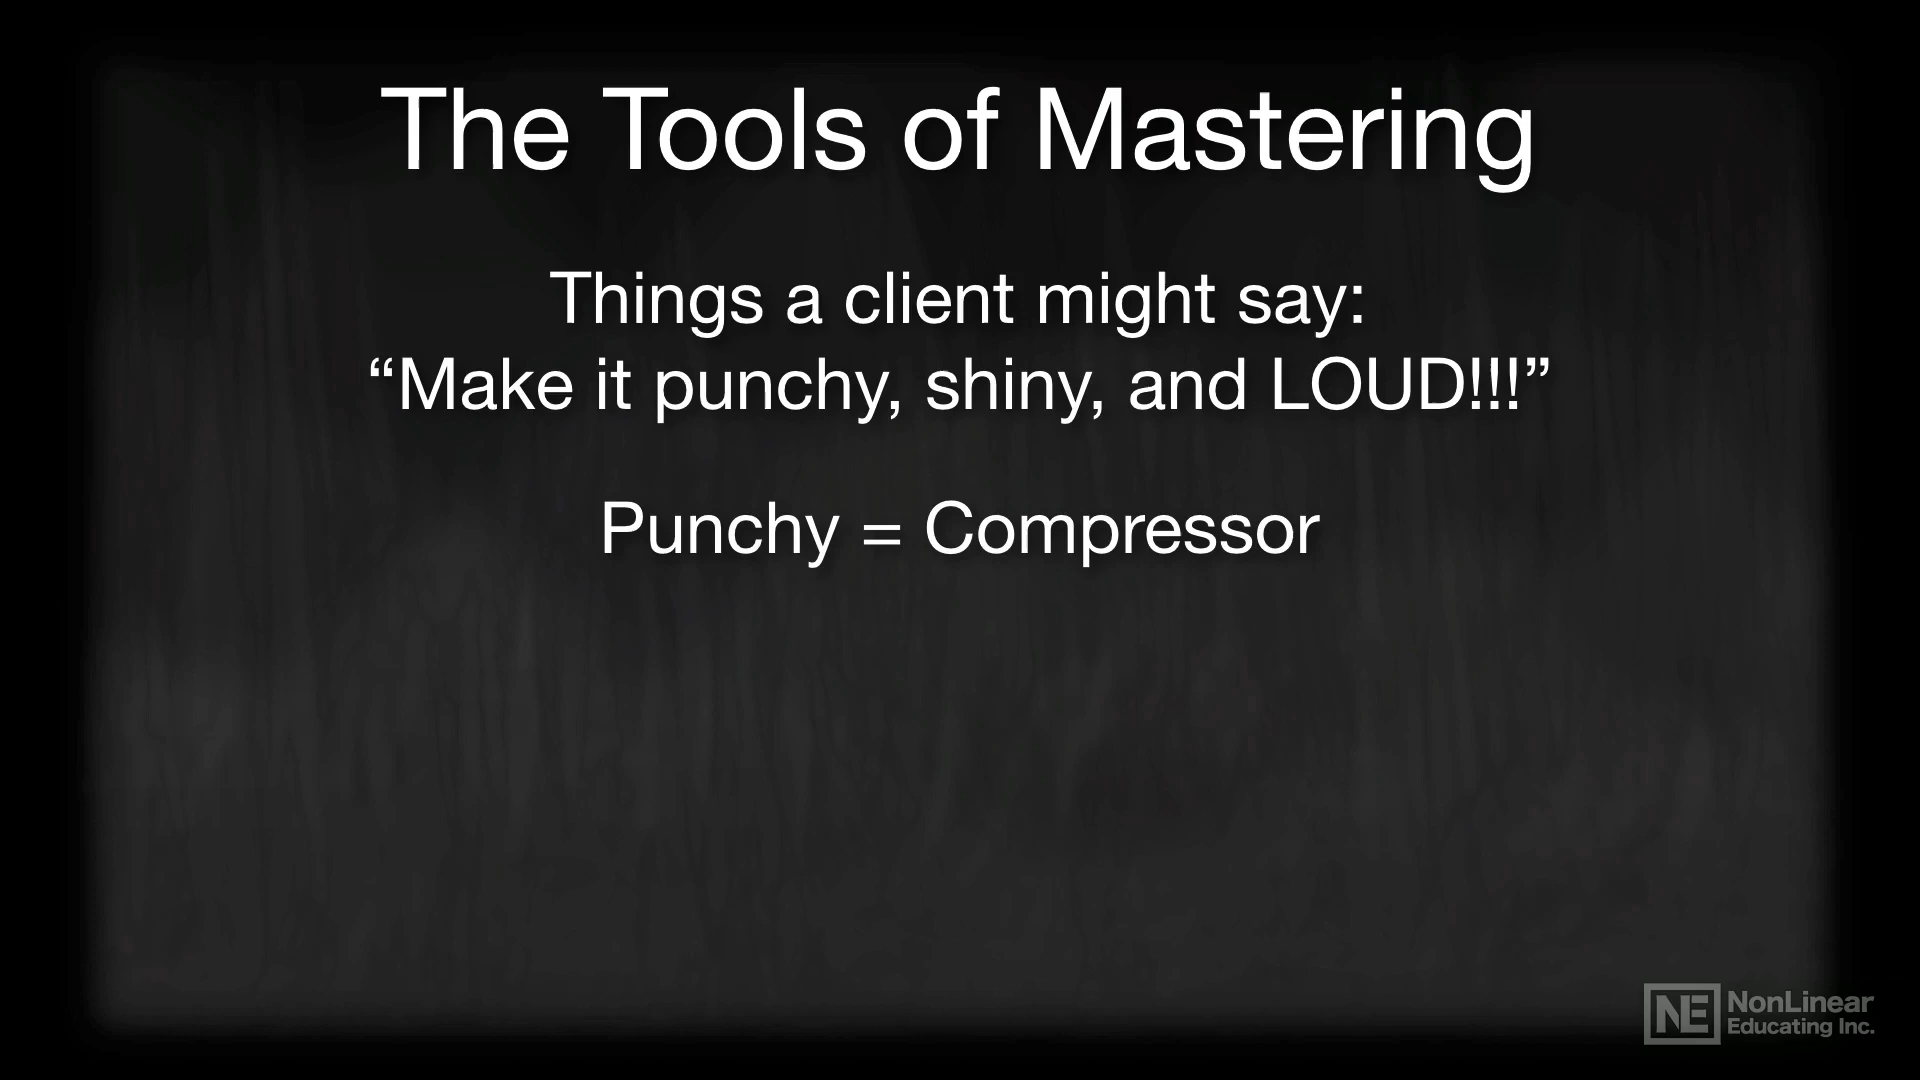 The Tools of Mastering
Things a client might say:
“Make it punchy, shiny, and LOUD!!!”
Punchy = Compressor
NE NonLinear
Educating Inc.